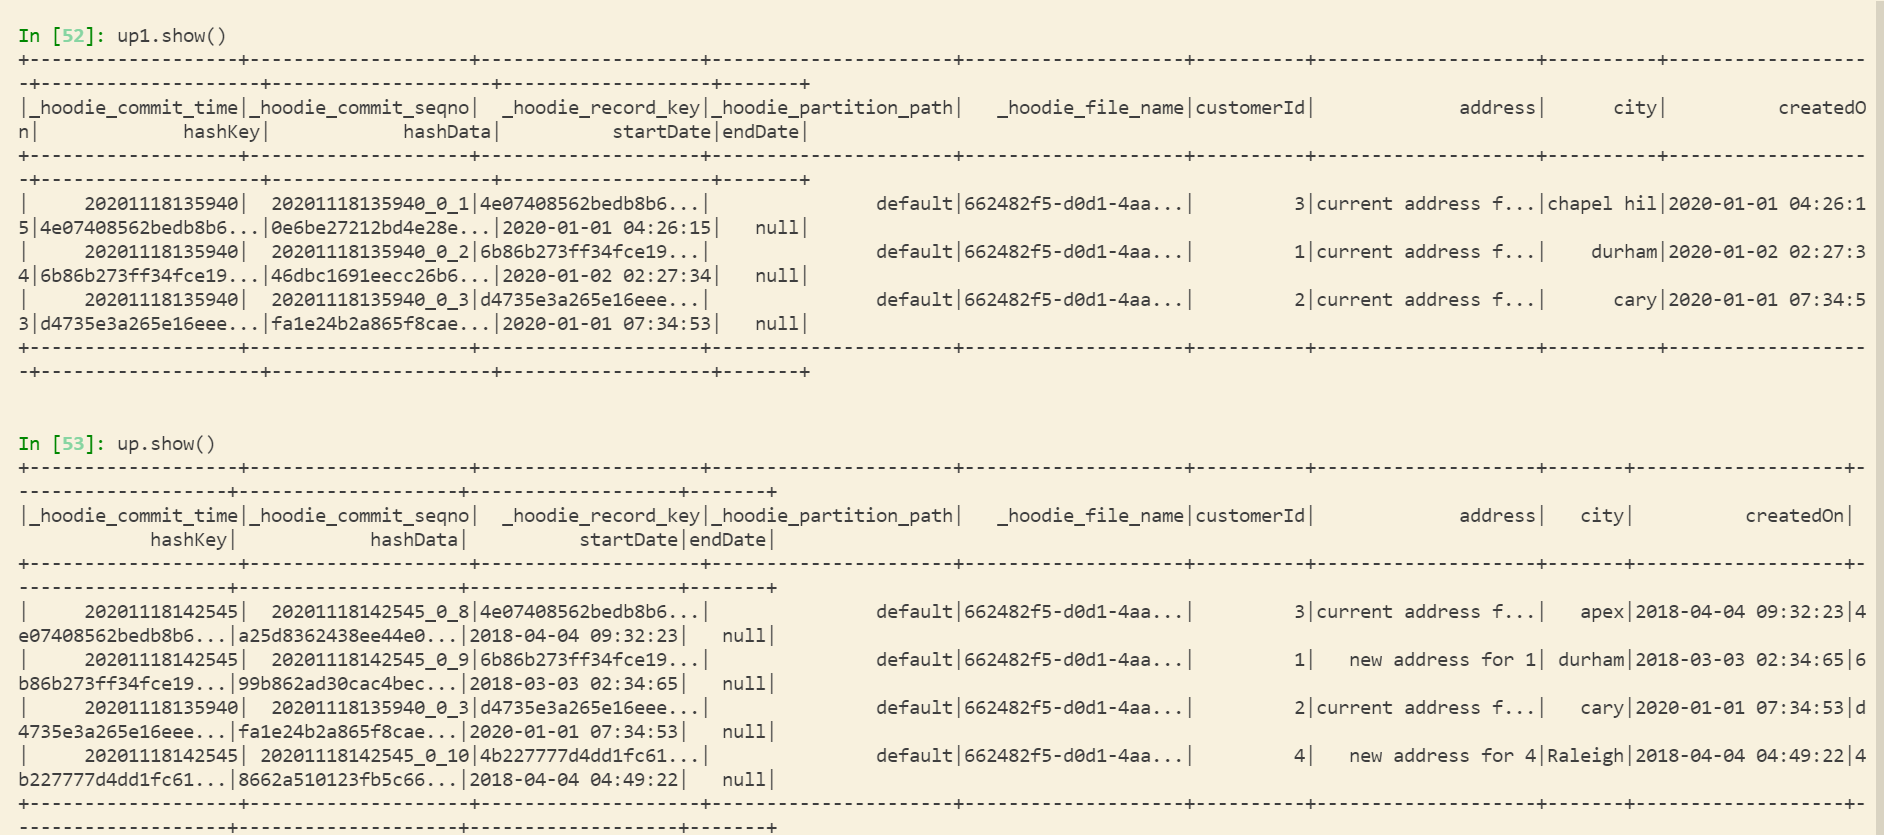 In [52]: up1.show()
+-------------------+--------------------+--------------------+----------------------+--------------------+----------+--------------------+----------+------------------
-+--------------------+--------------------+-------------------+-------+
|_hoodie_commit_time|_hoodie_commit_seqno|  _hoodie_record_key|_hoodie_partition_path|   _hoodie_file_name|customerId|             address|      city|          createdO
n|             hashKey|            hashData|          startDate|endDate|
+-------------------+--------------------+--------------------+----------------------+--------------------+----------+--------------------+----------+------------------
-+--------------------+--------------------+-------------------+-------+
|     20201118135940|  20201118135940_0_1|4e07408562bedb8b6...|               default|662482f5-d0d1-4aa...|         3|current address f...|chapel hil|2020-01-01 04:26:1
5|4e07408562bedb8b6...|0e6be27212bd4e28e...|2020-01-01 04:26:15|   null|
|     20201118135940|  20201118135940_0_2|6b86b273ff34fce19...|               default|662482f5-d0d1-4aa...|         1|current address f...|    durham|2020-01-02 02:27:3
4|6b86b273ff34fce19...|46dbc1691eecc26b6...|2020-01-02 02:27:34|   null|
|     20201118135940|  20201118135940_0_3|d4735e3a265e16eee...|               default|662482f5-d0d1-4aa...|         2|current address f...|      cary|2020-01-01 07:34:5
3|d4735e3a265e16eee...|fa1e24b2a865f8cae...|2020-01-01 07:34:53|   null|
+-------------------+--------------------+--------------------+----------------------+--------------------+----------+--------------------+----------+------------------
-+--------------------+--------------------+-------------------+-------+
In [53]: up.show()
+-------------------+--------------------+--------------------+----------------------+--------------------+----------+--------------------+-------+-------------------+-
-------------------+--------------------+-------------------+-------+
|_hoodie_commit_time|_hoodie_commit_seqno|  _hoodie_record_key|_hoodie_partition_path|   _hoodie_file_name|customerId|             address|   city|          createdOn|
            hashKey|            hashData|          startDate|endDate|
+-------------------+--------------------+--------------------+----------------------+--------------------+----------+--------------------+-------+-------------------+-
-------------------+--------------------+-------------------+-------+
|     20201118142545|  20201118142545_0_8|4e07408562bedb8b6...|               default|662482f5-d0d1-4aa...|         3|current address f...|   apex|2018-04-04 09:32:23|4
e07408562bedb8b6...|a25d8362438ee44e0...|2018-04-04 09:32:23|   null|
|     20201118142545|  20201118142545_0_9|6b86b273ff34fce19...|               default|662482f5-d0d1-4aa...|         1|   new address for 1| durham|2018-03-03 02:34:65|6
b86b273ff34fce19...|99b862ad30cac4bec...|2018-03-03 02:34:65|   null|
|     20201118135940|  20201118135940_0_3|d4735e3a265e16eee...|               default|662482f5-d0d1-4aa...|         2|current address f...|   cary|2020-01-01 07:34:53|d
4735e3a265e16eee...|fa1e24b2a865f8cae...|2020-01-01 07:34:53|   null|
|     20201118142545| 20201118142545_0_10|4b227777d4dd1fc61...|               default|662482f5-d0d1-4aa...|         4|   new address for 4|Raleigh|2018-04-04 04:49:22|4
b227777d4dd1fc61...|8662a510123fb5c66...|2018-04-04 04:49:22|   null|
+-------------------+--------------------+--------------------+----------------------+--------------------+----------+--------------------+-------+-------------------+-
-------------------+--------------------+-------------------+-------+